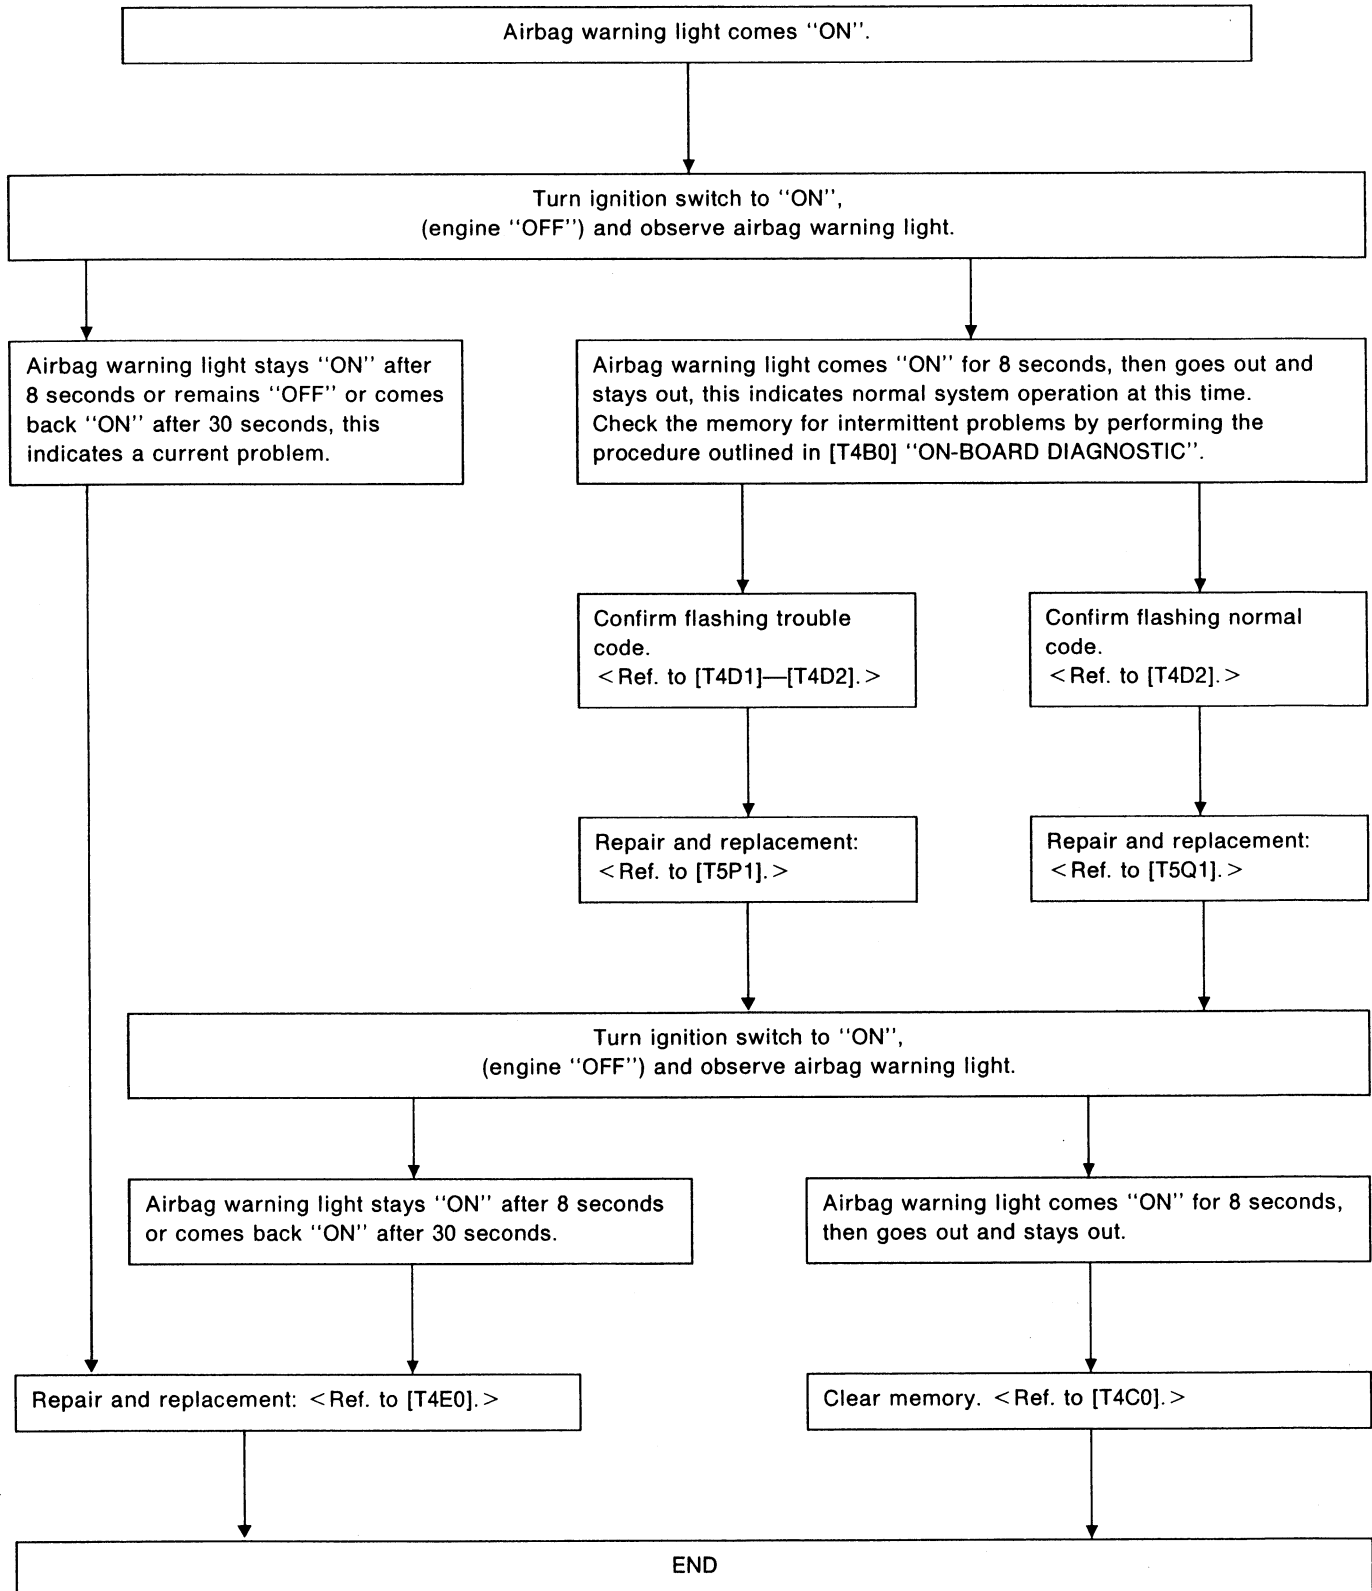 Airbag warning light comes “ON”.
Turn ignition switch to “ON”,
(engine “OFF”) and observe airbag warning light.
Airbag warning light stays “ON” after
8 seconds or remains “OFF” or comes
back “ON” after 30 seconds, this
indicates a current problem.
Airbag warning light comes “ON” for 8 seconds, then goes out and
stays out, this indicates normal system operation at this time.
Check the memory for intermittent problems by performing the
procedure outlined in [T4B0] “ON-BOARD DIAGNOSTIC”.
Confirm flashing trouble
code.
<Ref. to [T4D1]—[T4D2].>
Confirm flashing normal
code.
<Ref. to [T4D2].>
Repair and replacement:
<Ref. to [T5P1].>
Repair and replacement:
<Ref. to [T5Q1].>
Turn ignition switch to “ON”,
(engine “OFF”) and observe airbag warning light.
Airbag warning light stays “ON” after 8 seconds
or comes back “ON” after 30 seconds.
Airbag warning light comes “ON” for 8 seconds,
then goes out and stays out.
Repair and replacement: <Ref. to [T4E0].>
Clear memory. <Ref. to [T4C0].>
END